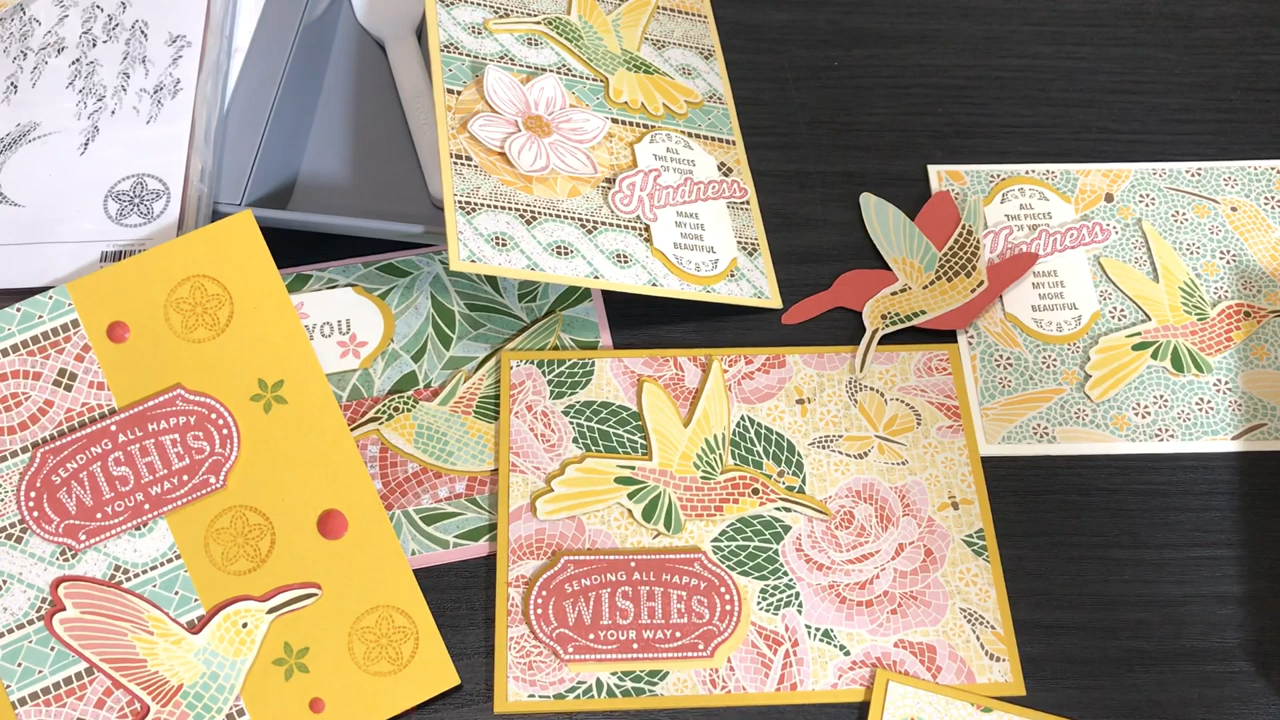 ALL
THE PIECES
OF YOUR
Kindness
MAKE
MY LIFE
MORE
BEAUTIFUL
ALL
THE PIECES
OF YOUR
Kindness
MAKE
MY LIFE
MORE
BEAUTIFUL
YOU
SENDING ALL HAPPY
WISHES
YOUR WAY
SENDING ALL HAPPY
WISHES
YOUR WAY